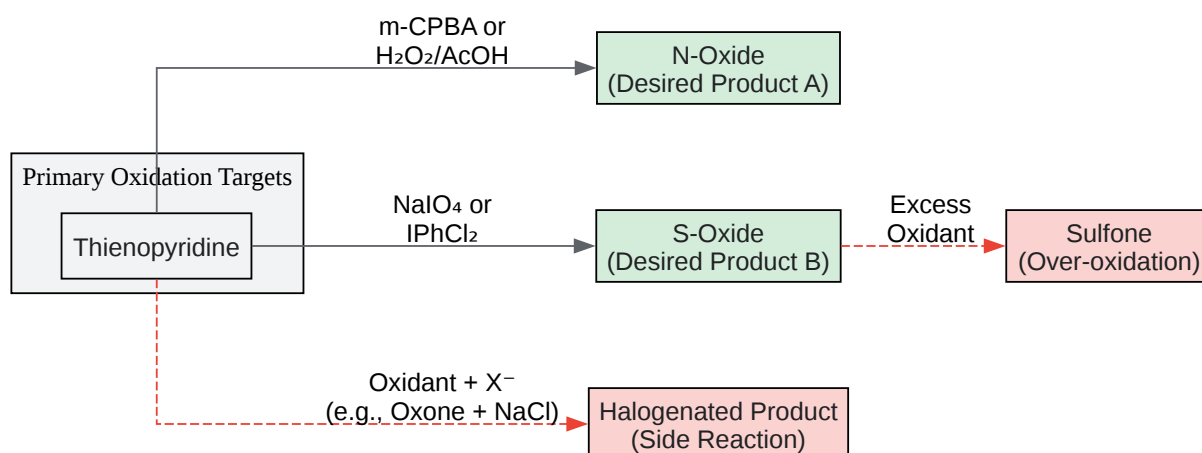 m-CPBA or
H₂O₂/AcOH
N-Oxide
(Desired Product A)
Primary Oxidation Targets
Thienopyridine
NaIO₄ or
IPhCl₂
S-Oxide
(Desired Product B)
Excess
Oxidant
Sulfone
(Over-oxidation)
Oxidant + X⁻
(e.g., Oxone + NaCl)
Halogenated Product
(Side Reaction)